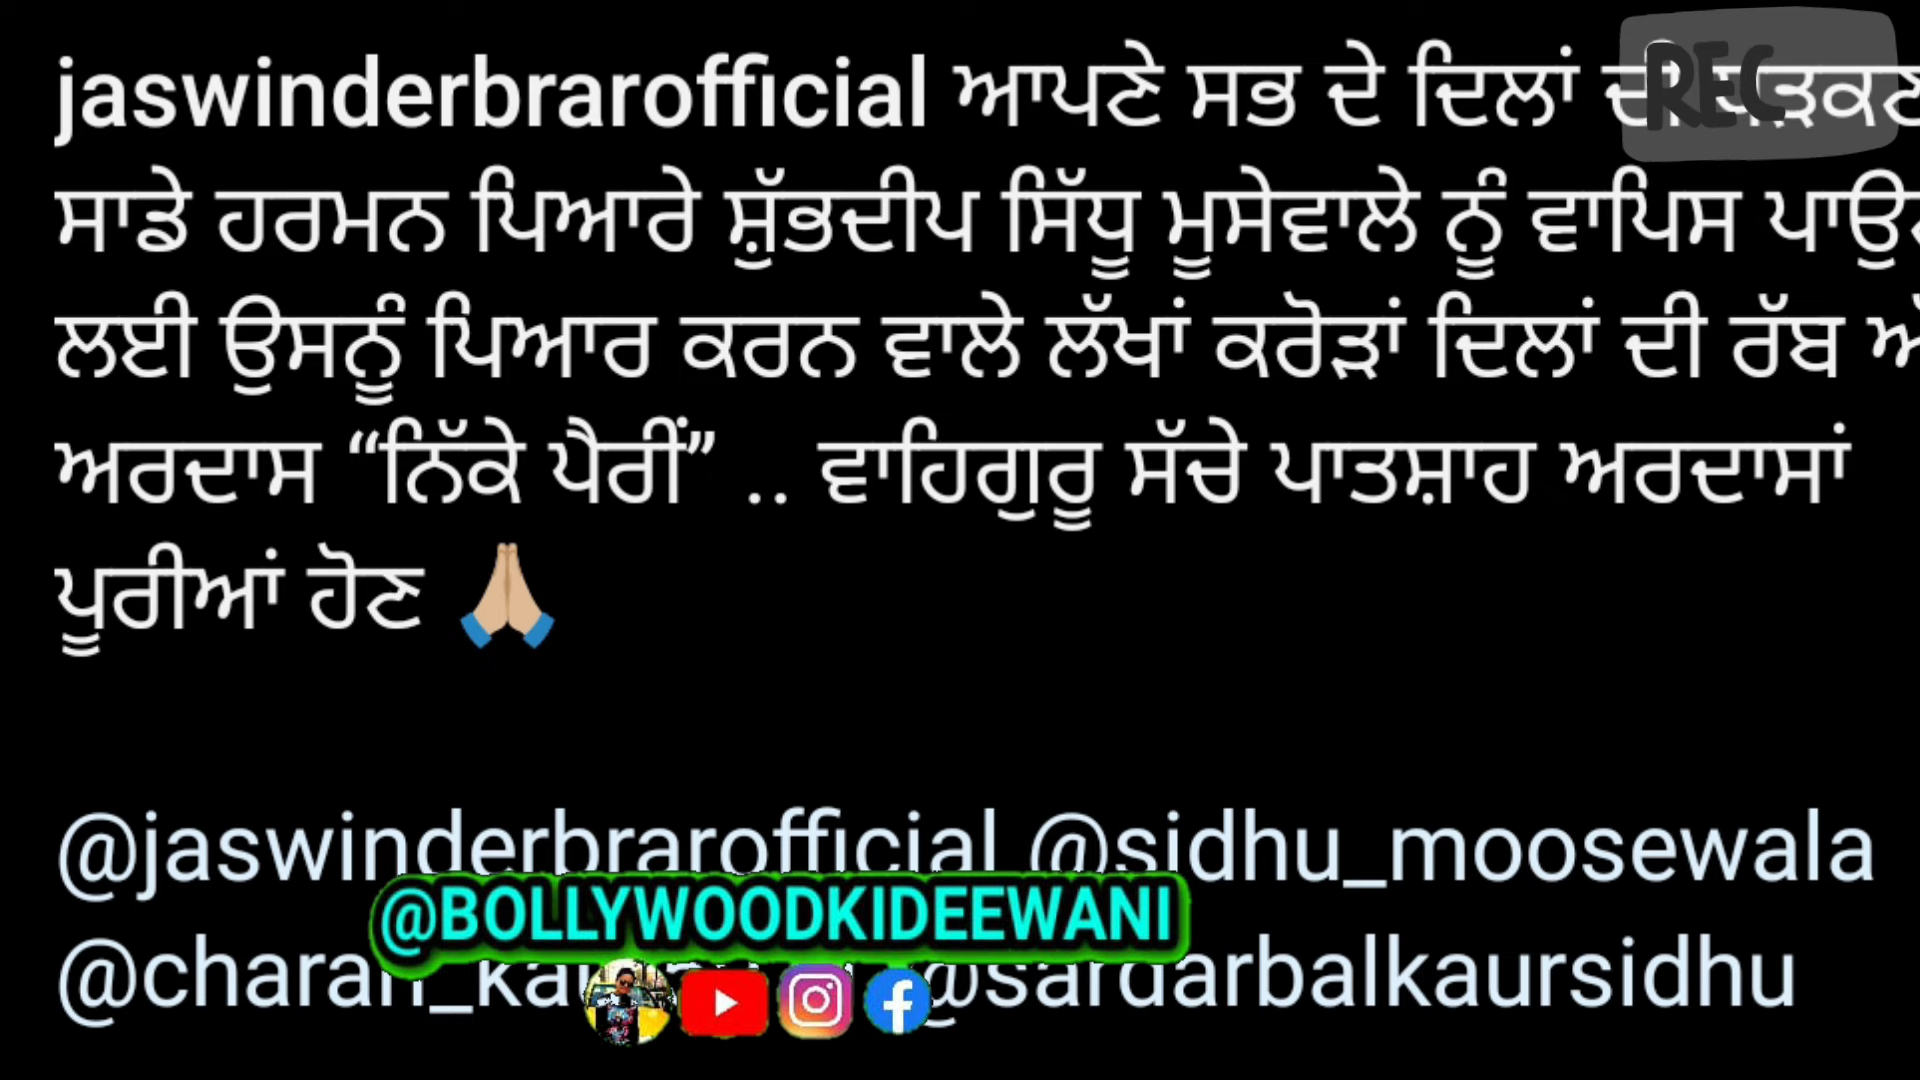 jaswinderbrarofficial ਆਪਣੇ ਸਭ ਦੇ ਦਿਲਾਂ ਦੀ
REC
ਸਾਡੇ ਹਰਮਨ ਪਿਆਰੇ ਸ਼ੁੱਭਦੀਪ ਸਿੱਧੂ ਮੂਸੇਵਾਲੇ ਨੂੰ ਵਾਪਿਸ
ਲਈ ਉਸਨੂੰ ਪਿਆਰ ਕਰਨ ਵਾਲੇ ਲੱਖਾਂ ਕਰੋੜਾਂ ਦਿਲਾਂ ਦੀ ਰੱਬ
ਅਰਦਾਸ “ਨਿੱਕੇ ਪੈਰੀਂ” .. ਵਾਹਿਗੁਰੂ ਸੱਚੇ ਪਾਤਸ਼ਾਹ ਅਰਦਾਸਾਂ
ਪੂਰੀਆਂ ਹੋਣ 🙏🏼
@jaswinderbrarofficial @sidhu_moosewala
@BOLLYWOODKIDEEWANI
@sardarbalkaursidhu